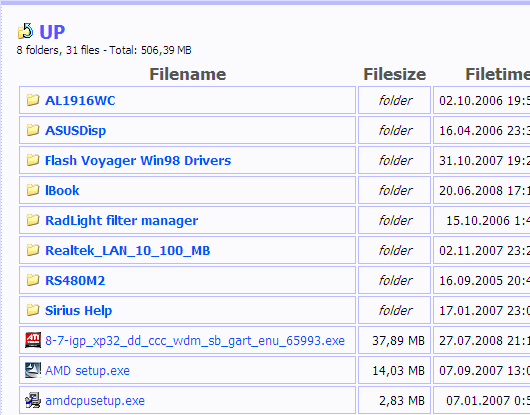 UP
8 folders, 31 files - Total: 506,39 MB
Filename Filesize Filetime
AL1916WC folder 02.10.2006 19:5
ASUSDisp folder 16.04.2006 23:3
Flash Voyager Win98 Drivers folder 31.10.2007 19:2
lBook folder 20.06.2008 17:1
RadLight filter manager folder 15.10.2006 1:4
Realtek_LAN_10_100_MB folder 02.11.2007 23:2
RS480M2 folder 16.09.2005 20:4
Sirius Help folder 17.01.2007 23:0
8-7-igp_xp32_dd_ccc_wdm_sb_gart_enu_65993.exe 37,89 MB 27.07.2008 21:1
AMD setup.exe 14,03 MB 07.09.2007 13:0
amdcpusetup.exe 2,83 MB 07.01.2007 0:5